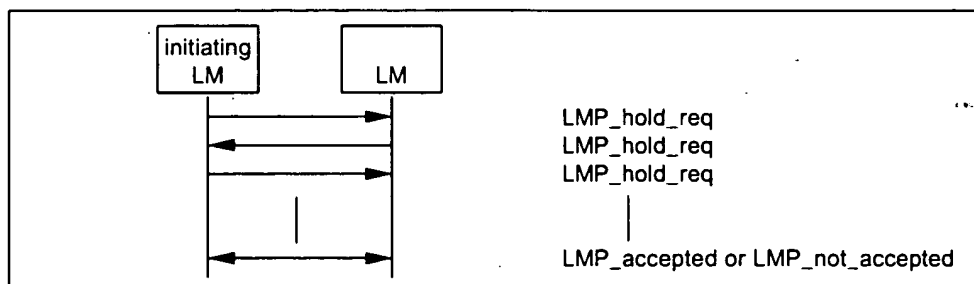 initiating
LM
LM
LMP_hold_req
LMP_hold_req
LMP_hold_req
LMP_accepted or LMP_not_accepted